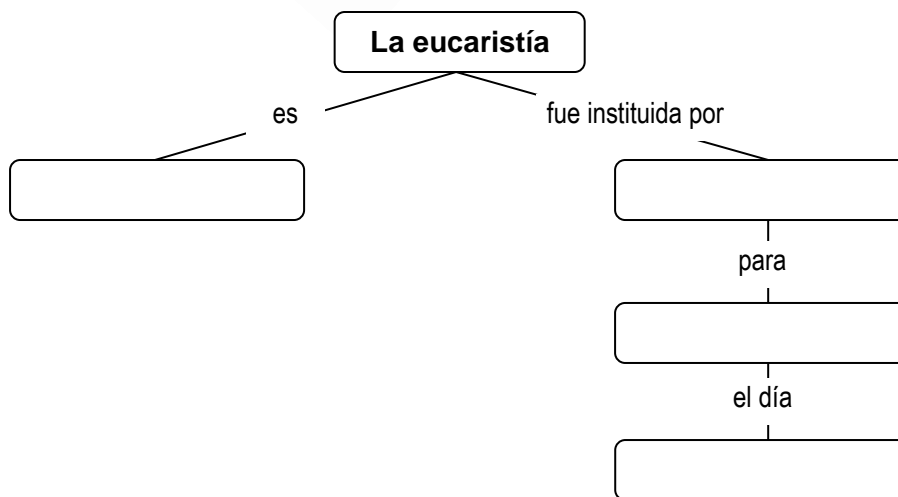 La eucaristía
es
fue instituida por
para
el día